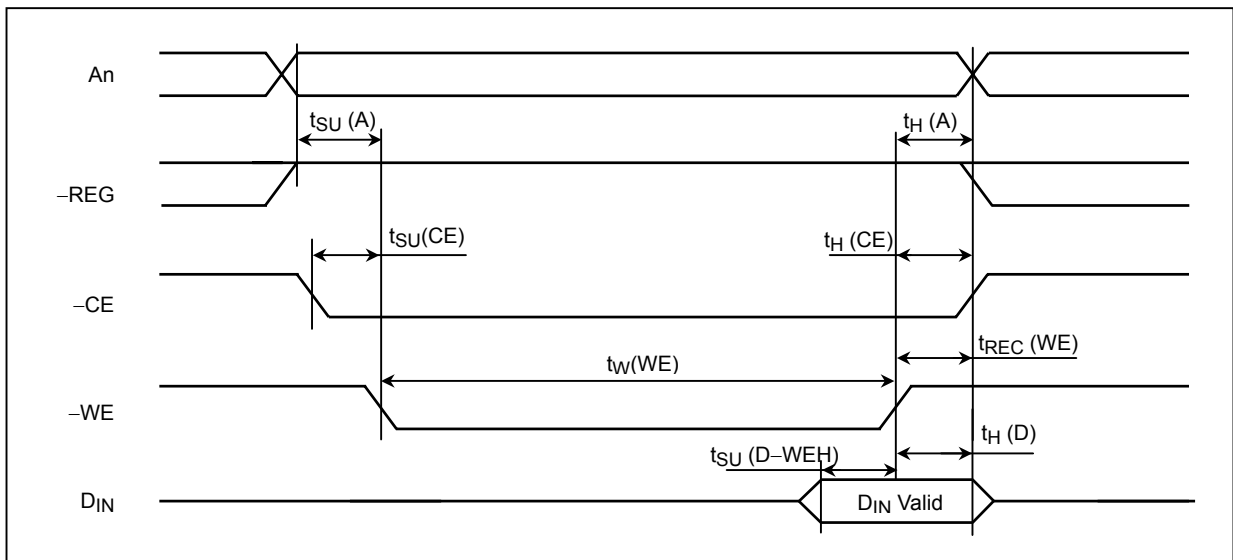 An
tSU (A)
tH (A)
–REG
tSU(CE)
tH (CE)
–CE
tREC (WE)
tW(WE)
–WE
tH (D)
tSU (D–WEH)
DIN
DIN Valid